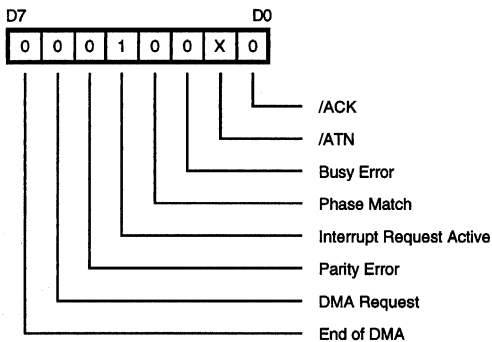 D7 D0
0 0 0 1 0 0 X 0
/ACK
/ATN
Busy Error
Phase Match
Interrupt Request Active
Parity Error
DMA Request
End of DMA